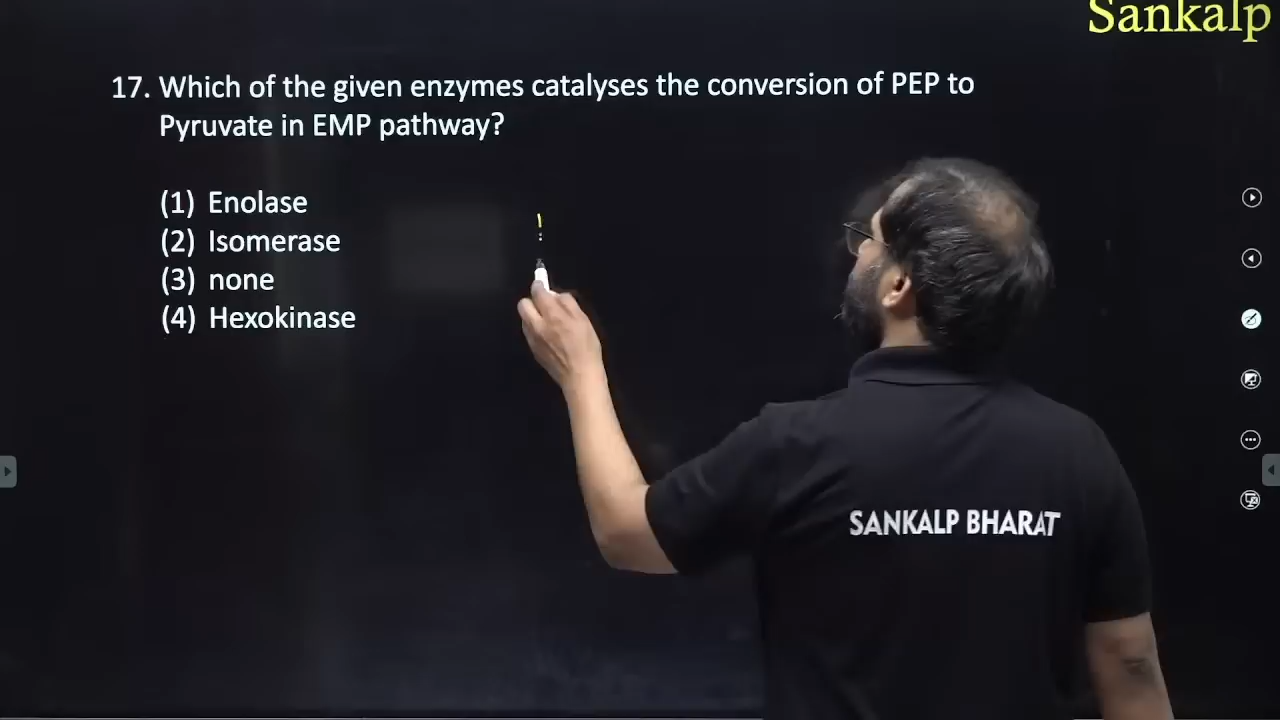 Sankalp
17. Which of the given enzymes catalyses the conversion of PEP to
Pyruvate in EMP pathway?
(1) Enolase
(2) Isomerase
(3) none
(4) Hexokinase
SANKALP BHARAT